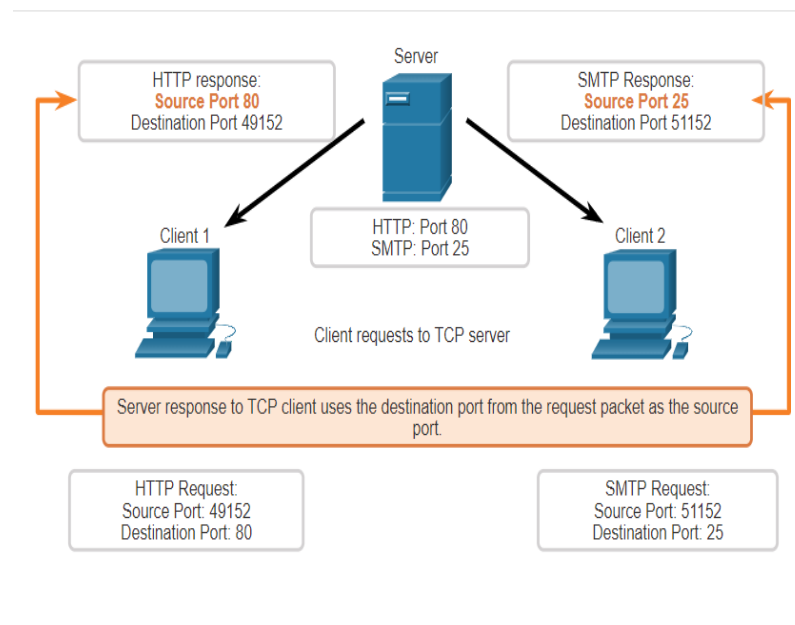 Server
HTTP response:
Source Port 80
Destination Port 49152
SMTP Response:
Source Port 25
Destination Port 51152
HTTP: Port 80
SMTP: Port 25
Client 1
Client 2
Client requests to TCP server
Server response to TCP client uses the destination port from the request packet as the source
port.
HTTP Request:
Source Port: 49152
Destination Port: 80
SMTP Request:
Source Port: 51152
Destination Port: 25